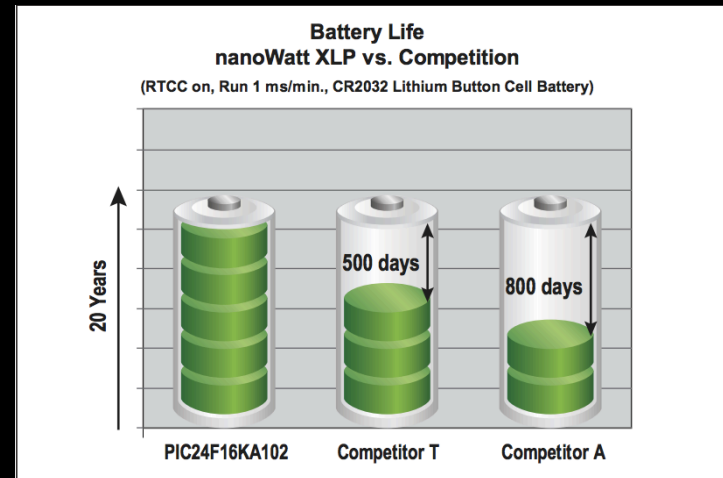 Battery Life
nanoWatt XLP vs. Competition
(RTCC on, Run 1 ms/min., CR2032 Lithium Button Cell Battery)
20 Years
500 days
800 days
PIC24F16KA102
Competitor T
Competitor A